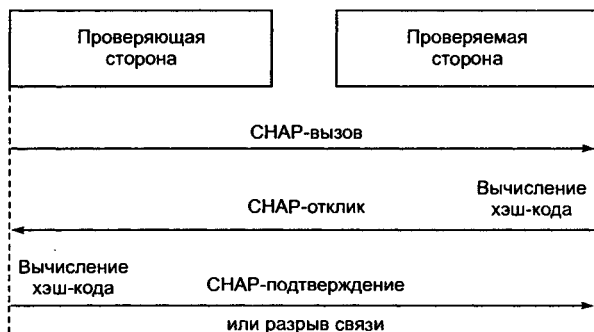 Проверяющая
сторона
Проверяемая
сторона
CHAP-вызов
Вычисление
хэш-кода
CHAP-отклик
Вычисление
хэш-кода
CHAP-подтверждение
или разрыв связи